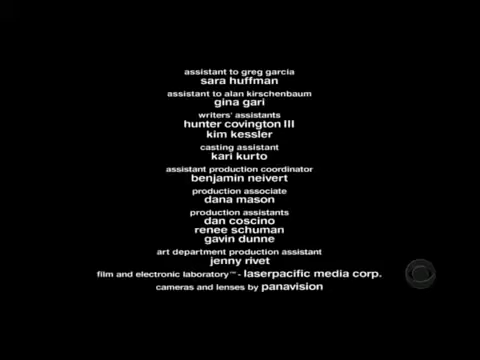 assistant to greg garcia
sara huffman
assistant to alan kirschenbaum
gina gari
writers' assistants
hunter covington III
kim kessler
casting assistant
kari kurto
assistant production coordinator
benjamin neivert
production associate
dana mason
production assistants
dan coscino
renee schuman
gavin dunne
art department production assistant
jenny rivet
film and electronic laboratory™- laserpacific media corp.
cameras and lenses by panavision